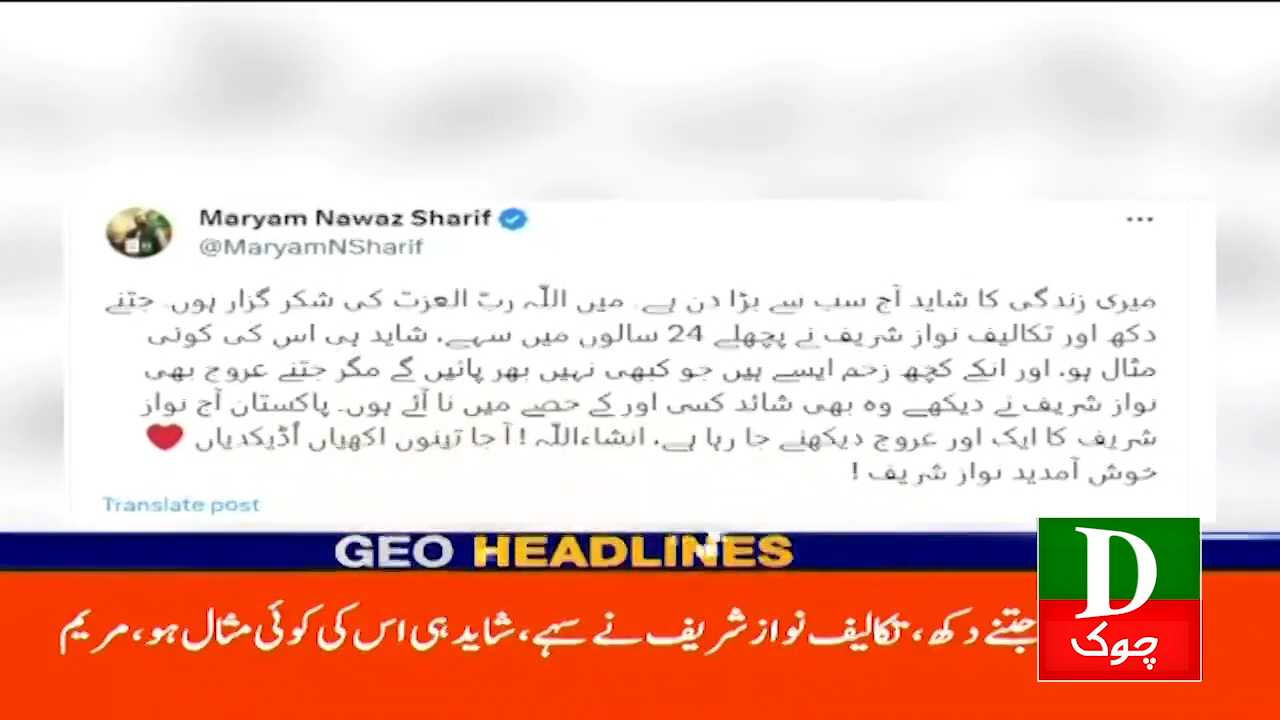 Maryam Nawaz Sharif
@MaryamNSharif
میری زندگی کا شاید آج سب سے بڑا دن ہے۔ میں اللّہ ربّ العزت کی شکر گزار ہوں۔ جتنے
دکھ اور تکالیف نواز شریف نے پچھلے 24 سالوں میں سہے، شاید ہی اس کی کوئی
مثال ہو، اور انکے کچھ زخم ایسے ہیں جو کبھی نہیں بھر پائیں گے مگر جتنے عروج بھی
نواز شریف نے دیکھے وہ بھی شائد کسی اور کے حصے میں نا آئے ہوں۔ پاکستان آج نواز
شریف کا ایک اور عروج دیکھنے جا رہا ہے، انشاءاللّہ ! آ جا تینوں اکھیاں اُڈیکدیاں ❤️
خوش آمدید نواز شریف !
Translate post
GEO HEADLINES
جتنے دکھ، تکالیف نواز شریف نے سہے، شاید ہی اس کی کوئی مثال ہو، مریم
D
چوک